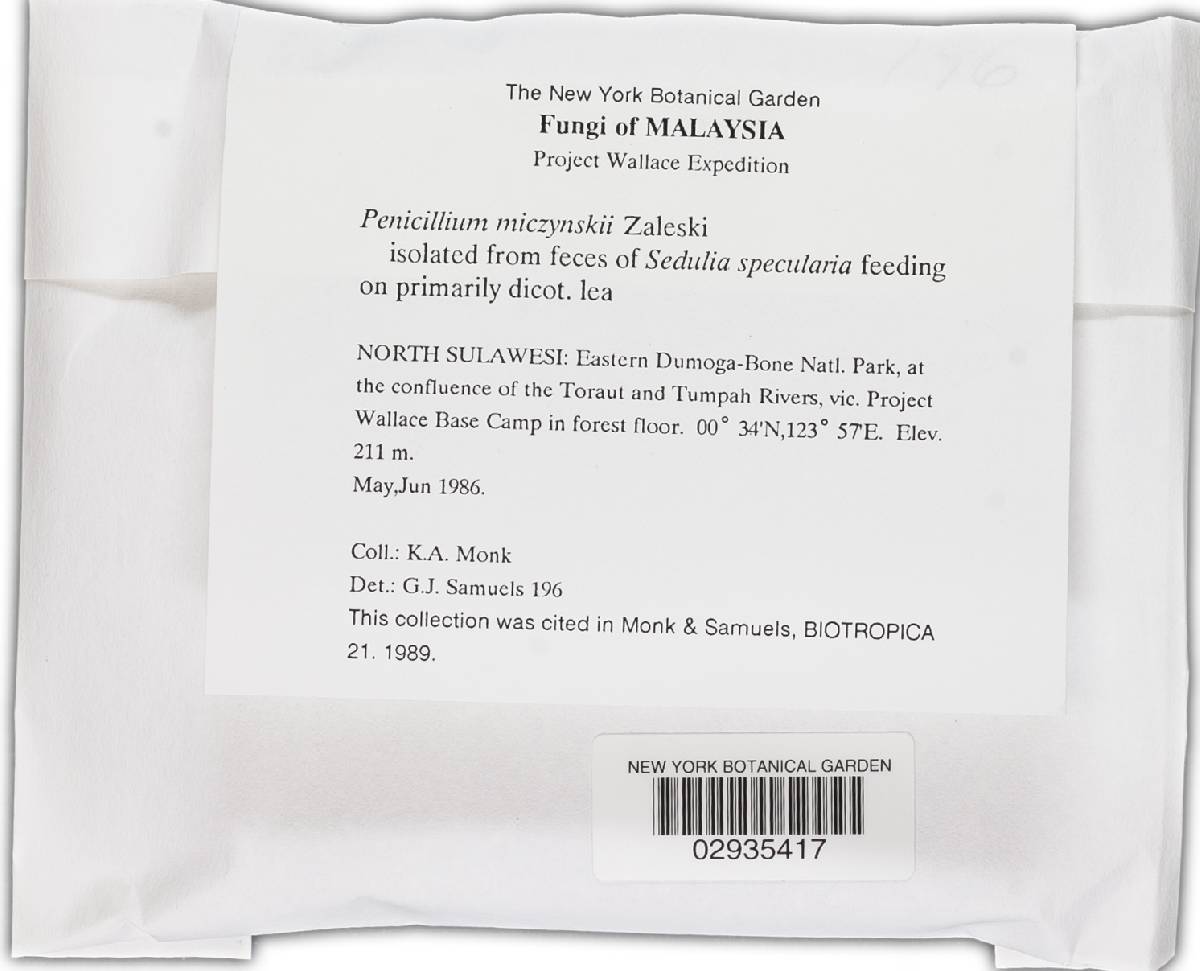 196
The New York Botanical Garden
Fungi of MALAYSIA
Project Wallace Expedition
Penicillium miczynskii Zaleski
isolated from feces of Sedulia specularia feeding
on primarily dicot. lea
NORTH SULAWESI: Eastern Dumoga-Bone Natl. Park, at
the confluence of the Toraut and Tumpah Rivers, vic. Project
Wallace Base Camp in forest floor. 00° 34'N,123° 57'E. Elev.
211 m.
May,Jun 1986.
Coll.: K.A. Monk
Det.: G.J. Samuels 196
This collection was cited in Monk & Samuels, BIOTROPICA
21. 1989.
NEW YORK BOTANICAL GARDEN
02935417